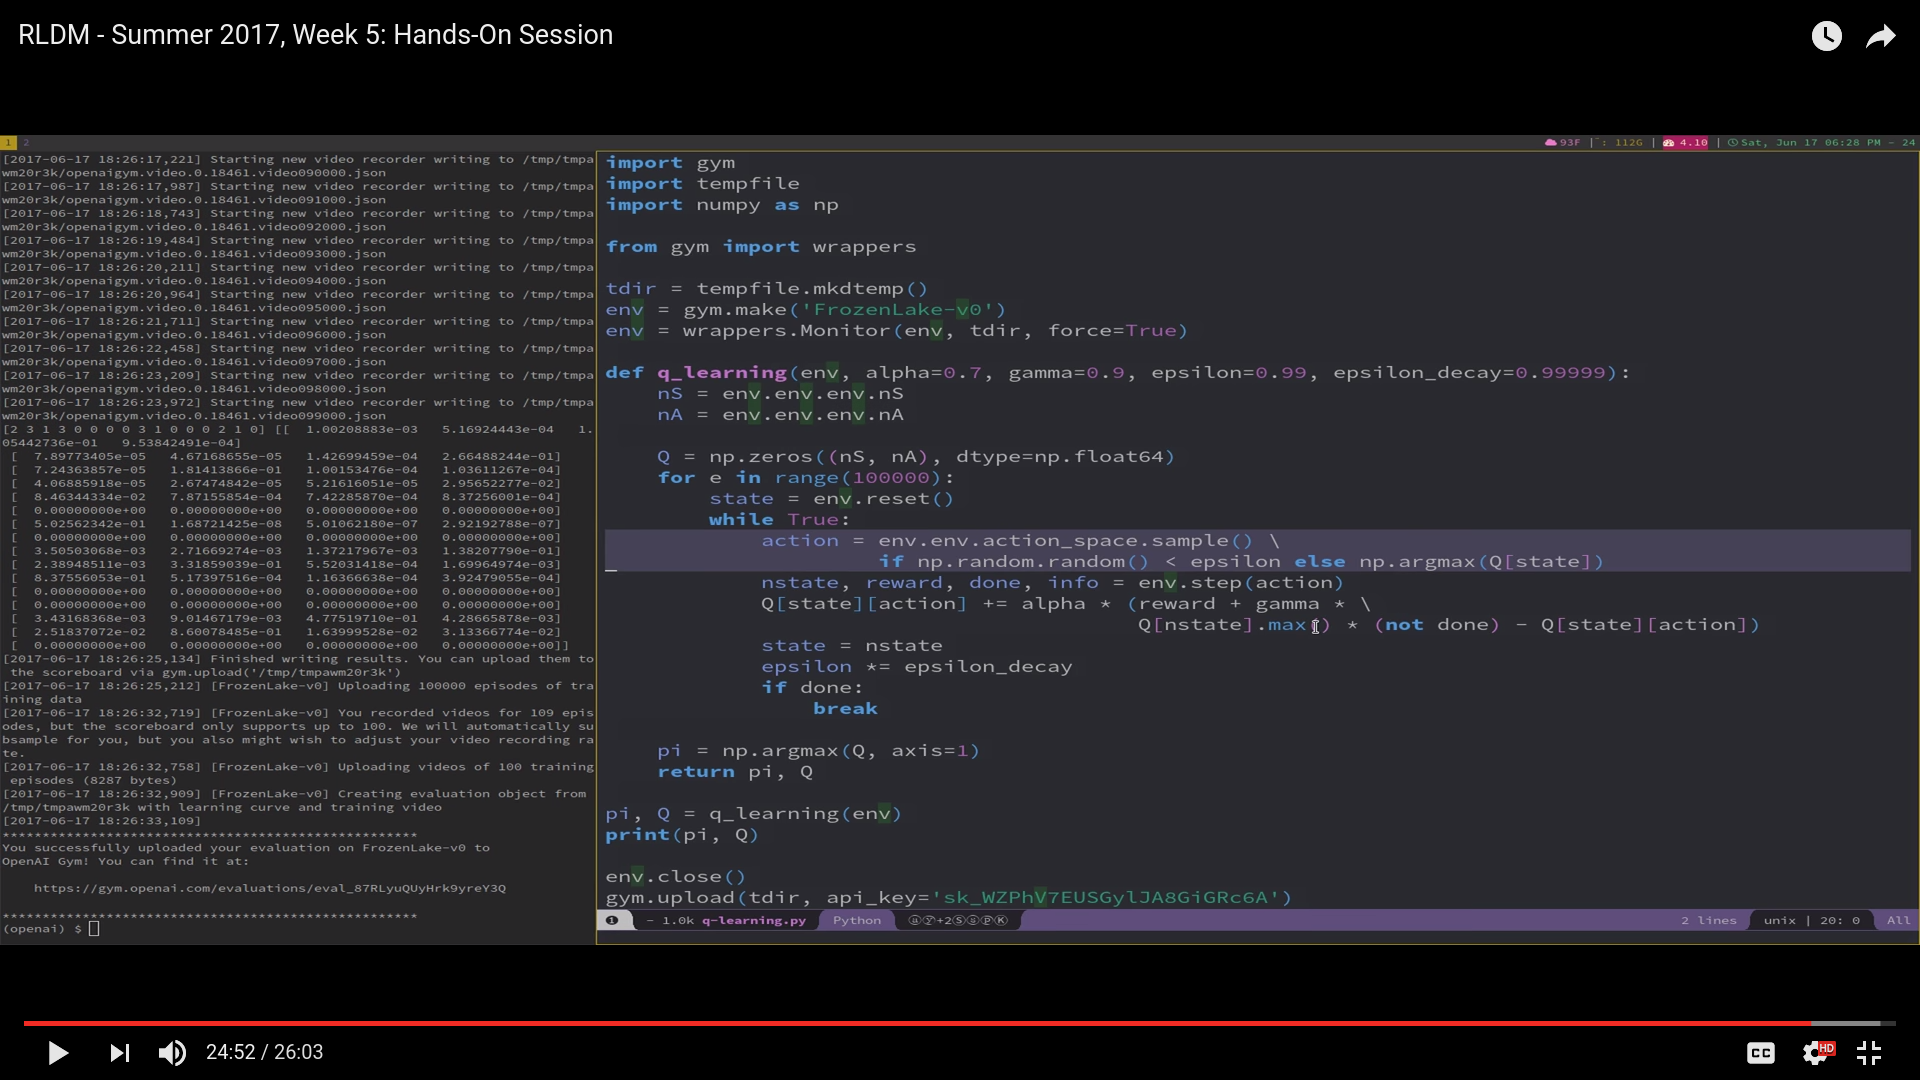 RLDM - Summer 2017, Week 5: Hands-On Session
1 2
93F | : 112G | 4.10 | Sat, Jun 17 06:28 PM - 24
[2017-06-17 18:26:17,221] Starting new video recorder writing to /tmp/tmpa
wm20r3k/openaigym.video.0.18461.video090000.json
[2017-06-17 18:26:17,987] Starting new video recorder writing to /tmp/tmpa
wm20r3k/openaigym.video.0.18461.video091000.json
[2017-06-17 18:26:18,743] Starting new video recorder writing to /tmp/tmpa
wm20r3k/openaigym.video.0.18461.video092000.json
[2017-06-17 18:26:19,484] Starting new video recorder writing to /tmp/tmpa
wm20r3k/openaigym.video.0.18461.video093000.json
[2017-06-17 18:26:20,211] Starting new video recorder writing to /tmp/tmpa
wm20r3k/openaigym.video.0.18461.video094000.json
[2017-06-17 18:26:20,964] Starting new video recorder writing to /tmp/tmpa
wm20r3k/openaigym.video.0.18461.video095000.json
[2017-06-17 18:26:21,711] Starting new video recorder writing to /tmp/tmpa
wm20r3k/openaigym.video.0.18461.video096000.json
[2017-06-17 18:26:22,458] Starting new video recorder writing to /tmp/tmpa
wm20r3k/openaigym.video.0.18461.video097000.json
[2017-06-17 18:26:23,209] Starting new video recorder writing to /tmp/tmpa
wm20r3k/openaigym.video.0.18461.video098000.json
[2017-06-17 18:26:23,972] Starting new video recorder writing to /tmp/tmpa
wm20r3k/openaigym.video.0.18461.video099000.json
[2 3 1 3 0 0 0 0 3 1 0 0 0 2 1 0] [[ 1.00208883e-03 5.16924443e-04 1.
05442736e-01 9.53842491e-04]
[ 7.89773405e-05 4.67168655e-05 1.42699459e-04 2.66488244e-01]
[ 7.24363857e-05 1.81413866e-01 1.00153476e-04 1.03611267e-04]
[ 4.06885918e-05 2.67474842e-05 5.21616051e-05 2.95652277e-02]
[ 8.46344334e-02 7.87155854e-04 7.42285870e-04 8.37256001e-04]
[ 0.00000000e+00 0.00000000e+00 0.00000000e+00 0.00000000e+00]
[ 5.02562342e-01 1.68721425e-08 5.01062180e-07 2.92192788e-07]
[ 0.00000000e+00 0.00000000e+00 0.00000000e+00 0.00000000e+00]
[ 3.50503068e-03 2.71669274e-03 1.37217967e-03 1.38207790e-01]
[ 2.38948511e-03 3.31859039e-01 5.52031418e-04 1.69964974e-03]
[ 8.37556053e-01 5.17397516e-04 1.16366638e-04 3.92479055e-04]
[ 0.00000000e+00 0.00000000e+00 0.00000000e+00 0.00000000e+00]
[ 0.00000000e+00 0.00000000e+00 0.00000000e+00 0.00000000e+00]
[ 3.43168368e-03 9.01467179e-03 4.77519710e-01 4.28665878e-03]
[ 2.51837072e-02 8.60078485e-01 1.63999528e-02 3.13366774e-02]
[ 0.00000000e+00 0.00000000e+00 0.00000000e+00 0.00000000e+00]]
[2017-06-17 18:26:25,134] Finished writing results. You can upload them to
the scoreboard via gym.upload('/tmp/tmpawm20r3k')
[2017-06-17 18:26:25,212] [FrozenLake-v0] Uploading 100000 episodes of tra
ining data
[2017-06-17 18:26:32,719] [FrozenLake-v0] You recorded videos for 109 epis
odes, but the scoreboard only supports up to 100. We will automatically su
bsample for you, but you also might wish to adjust your video recording ra
te.
[2017-06-17 18:26:32,758] [FrozenLake-v0] Uploading videos of 100 training
episodes (8287 bytes)
[2017-06-17 18:26:32,909] [FrozenLake-v0] Creating evaluation object from
/tmp/tmpawm20r3k with learning curve and training video
[2017-06-17 18:26:33,109]
****************************************************
You successfully uploaded your evaluation on FrozenLake-v0 to
OpenAI Gym! You can find it at:
https://gym.openai.com/evaluations/eval_87RLyuQUyHrk9yreY3Q
****************************************************
(openai) $
import gym
import tempfile
import numpy as np
from gym import wrappers
tdir = tempfile.mkdtemp()
env = gym.make('FrozenLake-v0')
env = wrappers.Monitor(env, tdir, force=True)
def q_learning(env, alpha=0.7, gamma=0.9, epsilon=0.99, epsilon_decay=0.99999):
nS = env.env.env.nS
nA = env.env.env.nA
Q = np.zeros((nS, nA), dtype=np.float64)
for e in range(100000):
state = env.reset()
while True:
action = env.env.action_space.sample() \
if np.random.random() < epsilon else np.argmax(Q[state])
nstate, reward, done, info = env.step(action)
Q[state][action] += alpha * (reward + gamma * \
Q[nstate].max() * (not done) - Q[state][action])
state = nstate
epsilon *= epsilon_decay
if done:
break
pi = np.argmax(Q, axis=1)
return pi, Q
pi, Q = q_learning(env)
print(pi, Q)
env.close()
gym.upload(tdir, api_key='sk_WZPhV7EUSGylJA8GiGRc6A')
1 - 1.0k q-learning.py Python 2 lines unix | 20: 0 All
24:52 / 26:03
CC HD